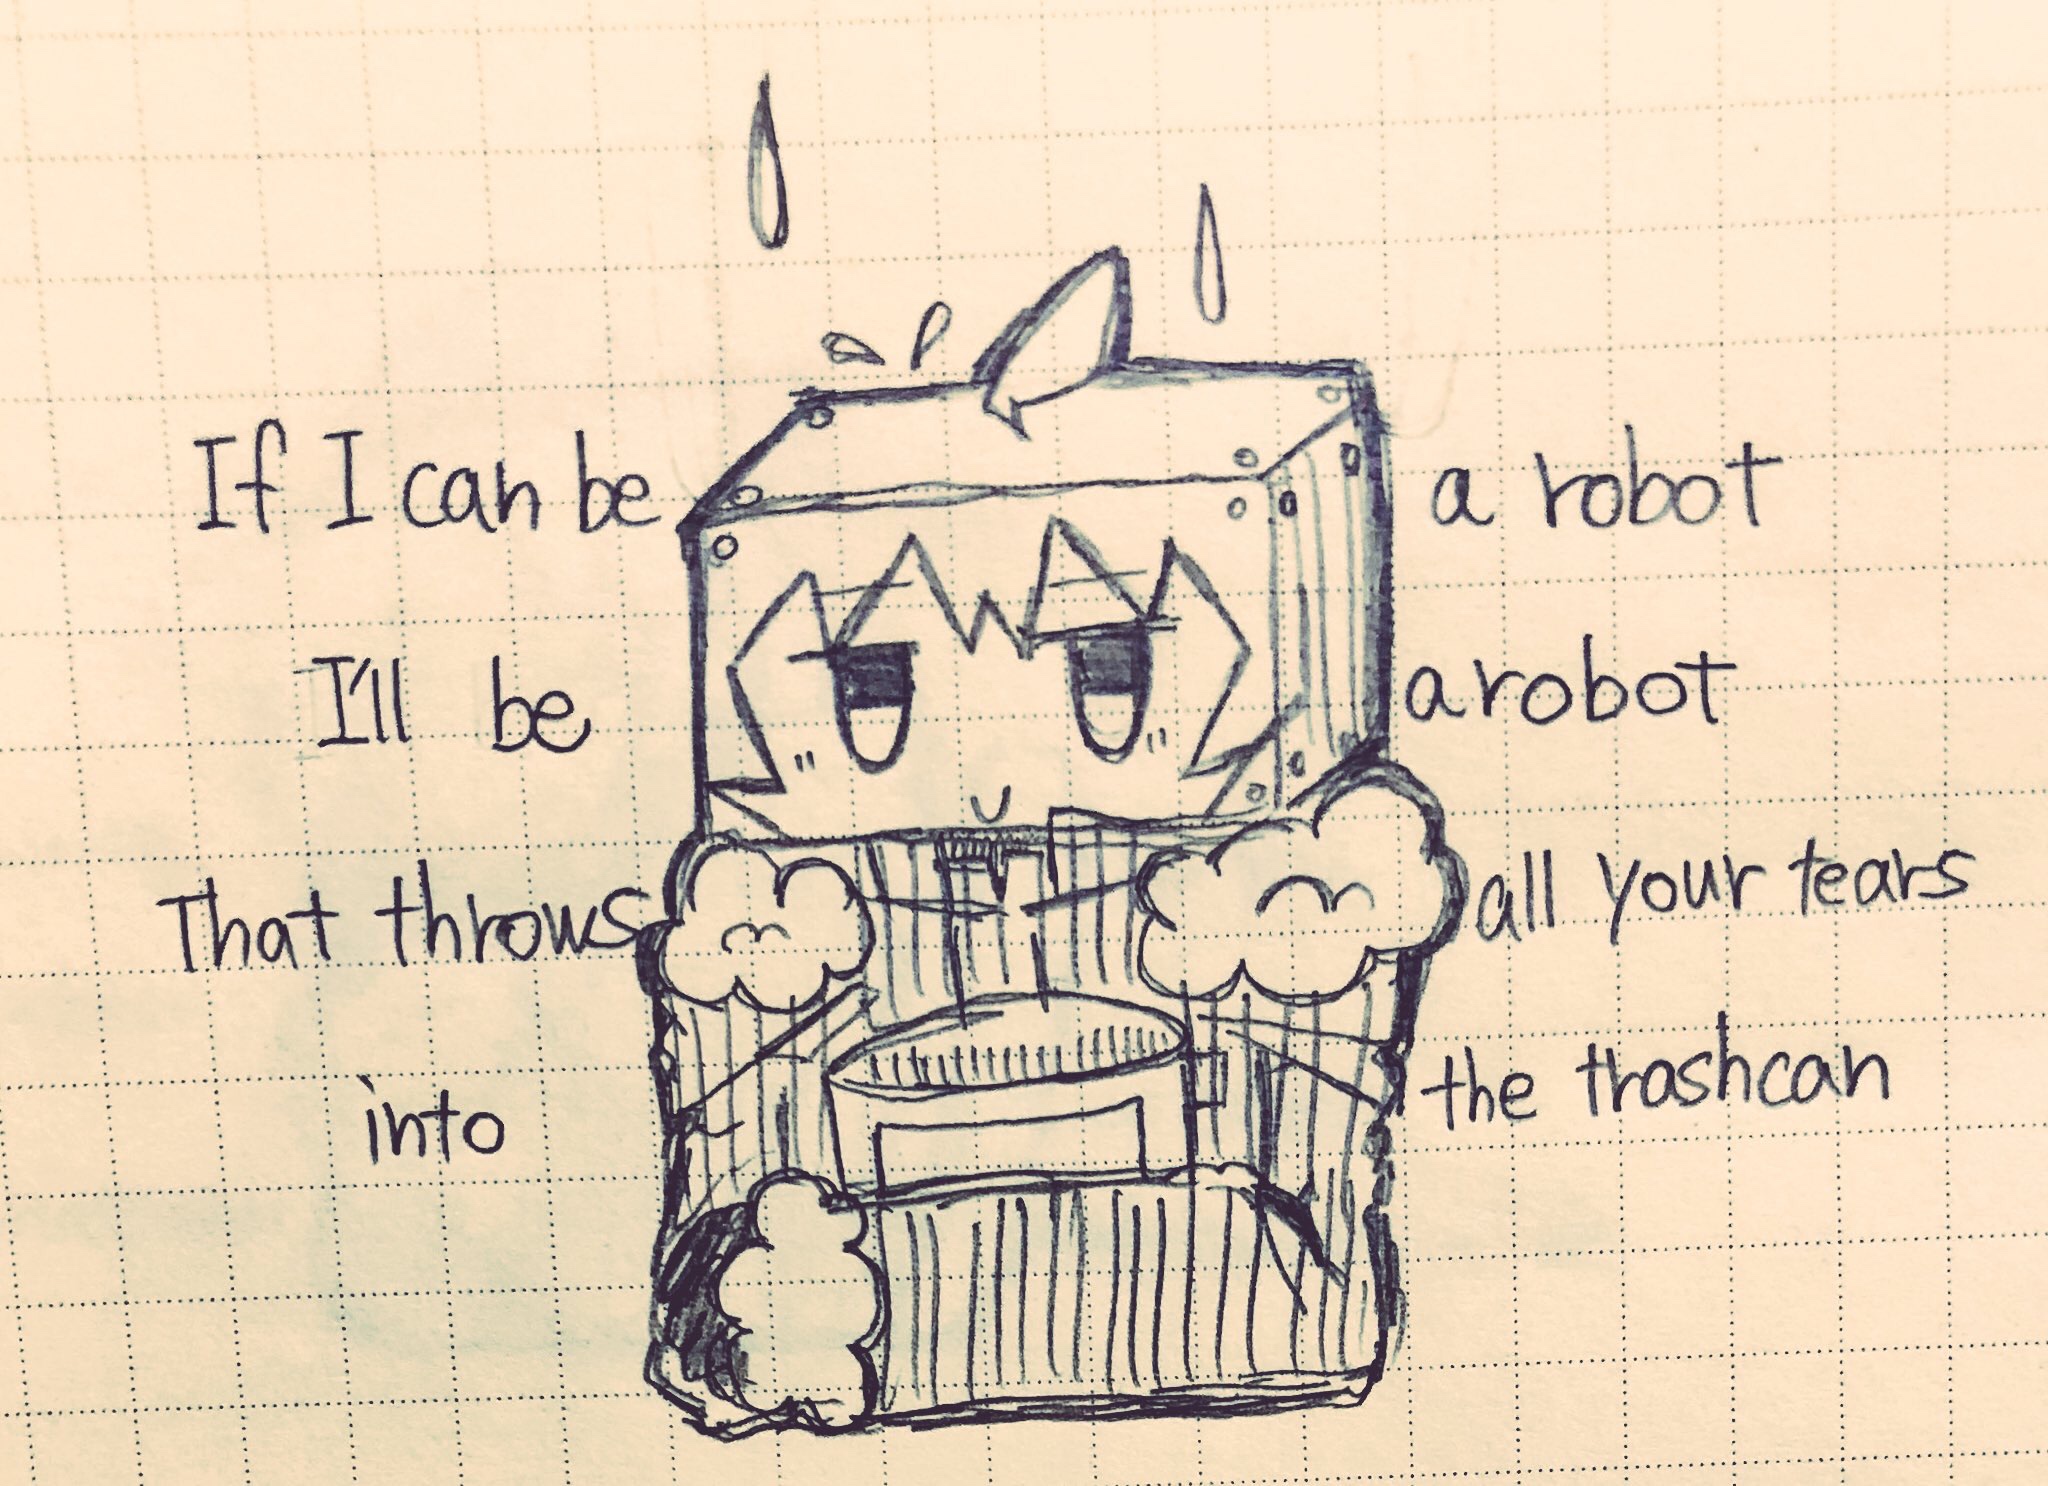 If I can be a robot
I'll be a robot
That throws all your tears
into the trashcan